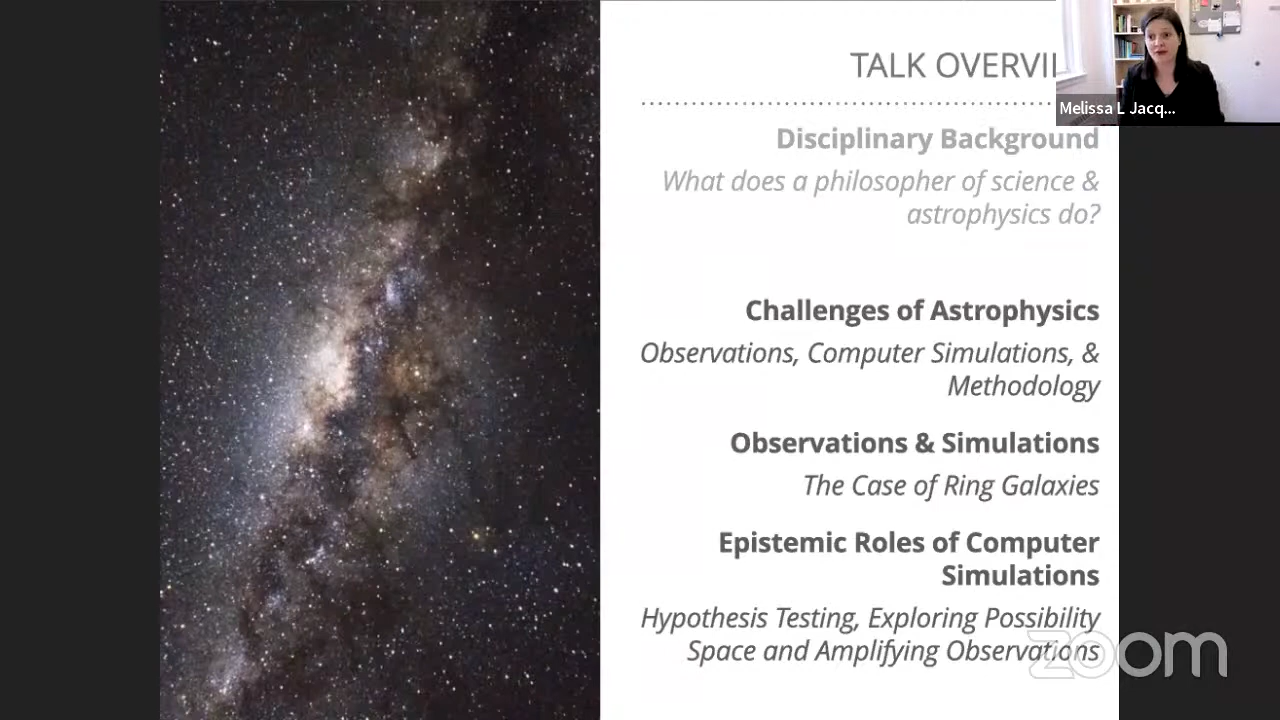 TALK OVERVI
Melissa L Jacq...
Disciplinary Background
What does a philosopher of science &
astrophysics do?
Challenges of Astrophysics
Observations, Computer Simulations, &
Methodology
Observations & Simulations
The Case of Ring Galaxies
Epistemic Roles of Computer
Simulations
Hypothesis Testing, Exploring Possibility
Space and Amplifying Observations
zoom